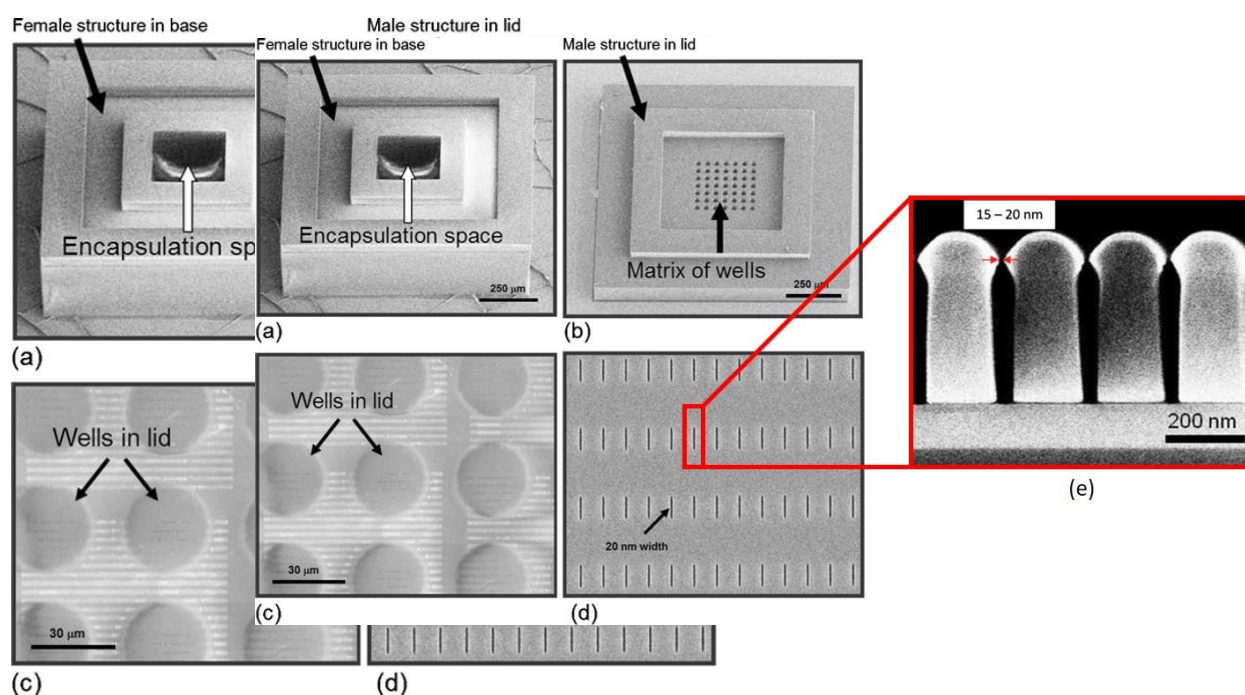 Female structure in base
Male structure in lid
Female structure in base
Male structure in lid
Encapsulation sp
Encapsulation space
Matrix of wells
250 μm
250 μm
15 – 20 nm
200 nm
(e)
(a)
(a)
(b)
Wells in lid
Wells in lid
20 nm width
30 μm
30 μm
(c)
(d)
(c)
(d)